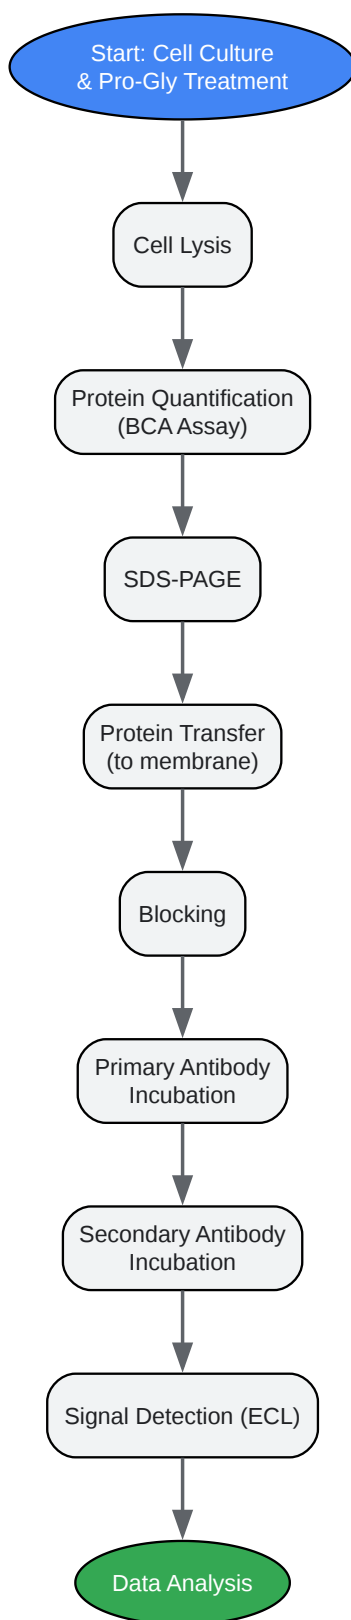 Start: Cell Culture
& Pro-Gly Treatment
Cell Lysis
Protein Quantification
(BCA Assay)
SDS-PAGE
Protein Transfer
(to membrane)
Blocking
Primary Antibody
Incubation
Secondary Antibody
Incubation
Signal Detection (ECL)
Data Analysis